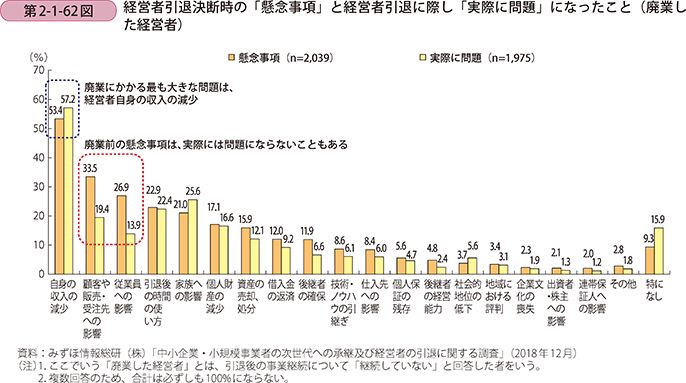 第2-1-62図
経営者引退決断時の「懸念事項」と経営者引退に際し「実際に問題」になったこと（廃業し
た経営者）
(%)
懸念事項（n=2,039） 実際に問題（n=1,975）
70
60
50
40
30
20
10
0
廃業にかかる最も大きな問題は、
経営者自身の収入の減少
廃業前の懸念事項は、実際には問題にならないこともある
53.4 57.2
33.5 19.4
26.9 13.9
22.9 22.4
21.0 25.6
17.1 16.6
15.9 12.1
12.0 9.2
11.9 6.6
8.6 6.1
8.4 6.0
5.6 4.7
4.8 2.4
3.7 5.6
3.4 3.1
2.3 1.9
2.1 1.3
2.0 1.2
2.8 1.8
9.3 15.9
自身の
収入の
減少
顧客や
販売・
受注先
への
影響
従業員
への
影響
引退後
の時間
の使
い方
家族へ
の影響
個人財
産の
減少
資産の
売却、
処分
借入金
の返済
後継者
の確保
技術・
ノウハ
ウの引
継ぎ
仕入先
への
影響
個人保
証の
残存
後継者
の経営
能力
社会的
地位の
低下
地域に
おける
評判
企業文
化の
喪失
出資者
・株主
への
影響
連帯保
証人へ
の影響
その他
特に
なし
資料：みずほ情報総研（株）「中小企業・小規模事業者の次世代への承継及び経営者の引退に関する調査」（2018年12月）
（注）1. ここでいう「廃業した経営者」とは、引退後の事業継続について「継続していない」と回答した者をいう。
2. 複数回答のため、合計は必ずしも100％にならない。